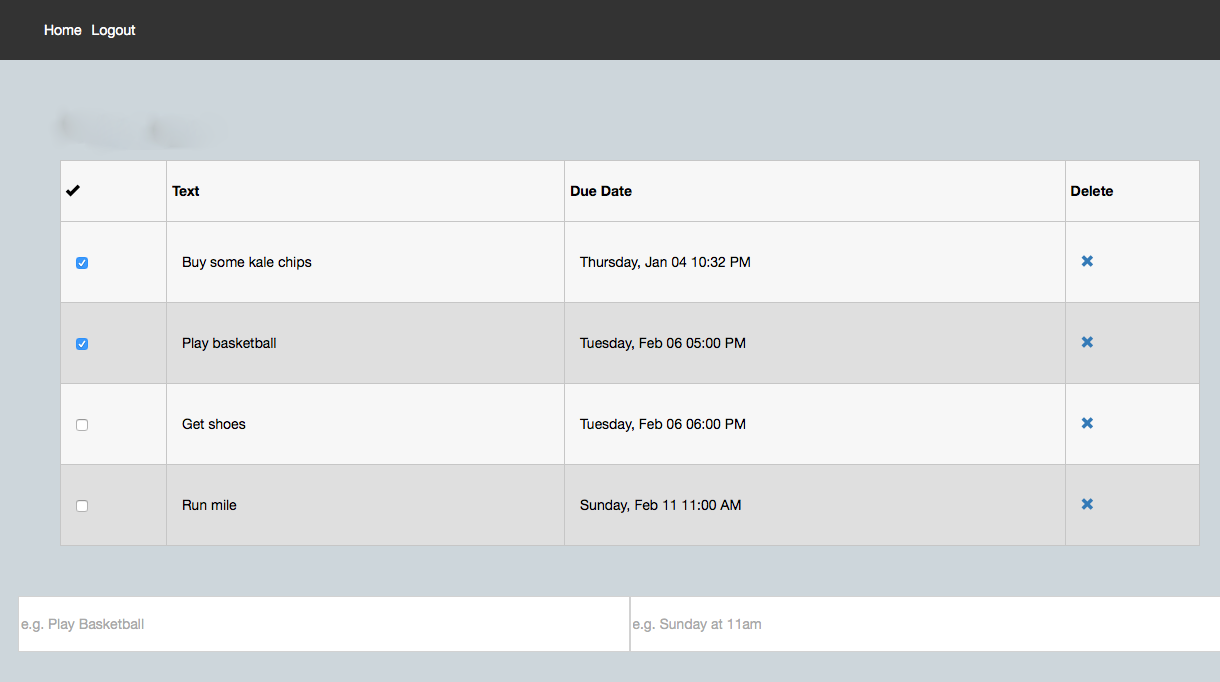 Home Logout
✔ Text Due Date Delete
Buy some kale chips Thursday, Jan 04 10:32 PM
Play basketball Tuesday, Feb 06 05:00 PM
Get shoes Tuesday, Feb 06 06:00 PM
Run mile Sunday, Feb 11 11:00 AM
e.g. Play Basketball e.g. Sunday at 11am